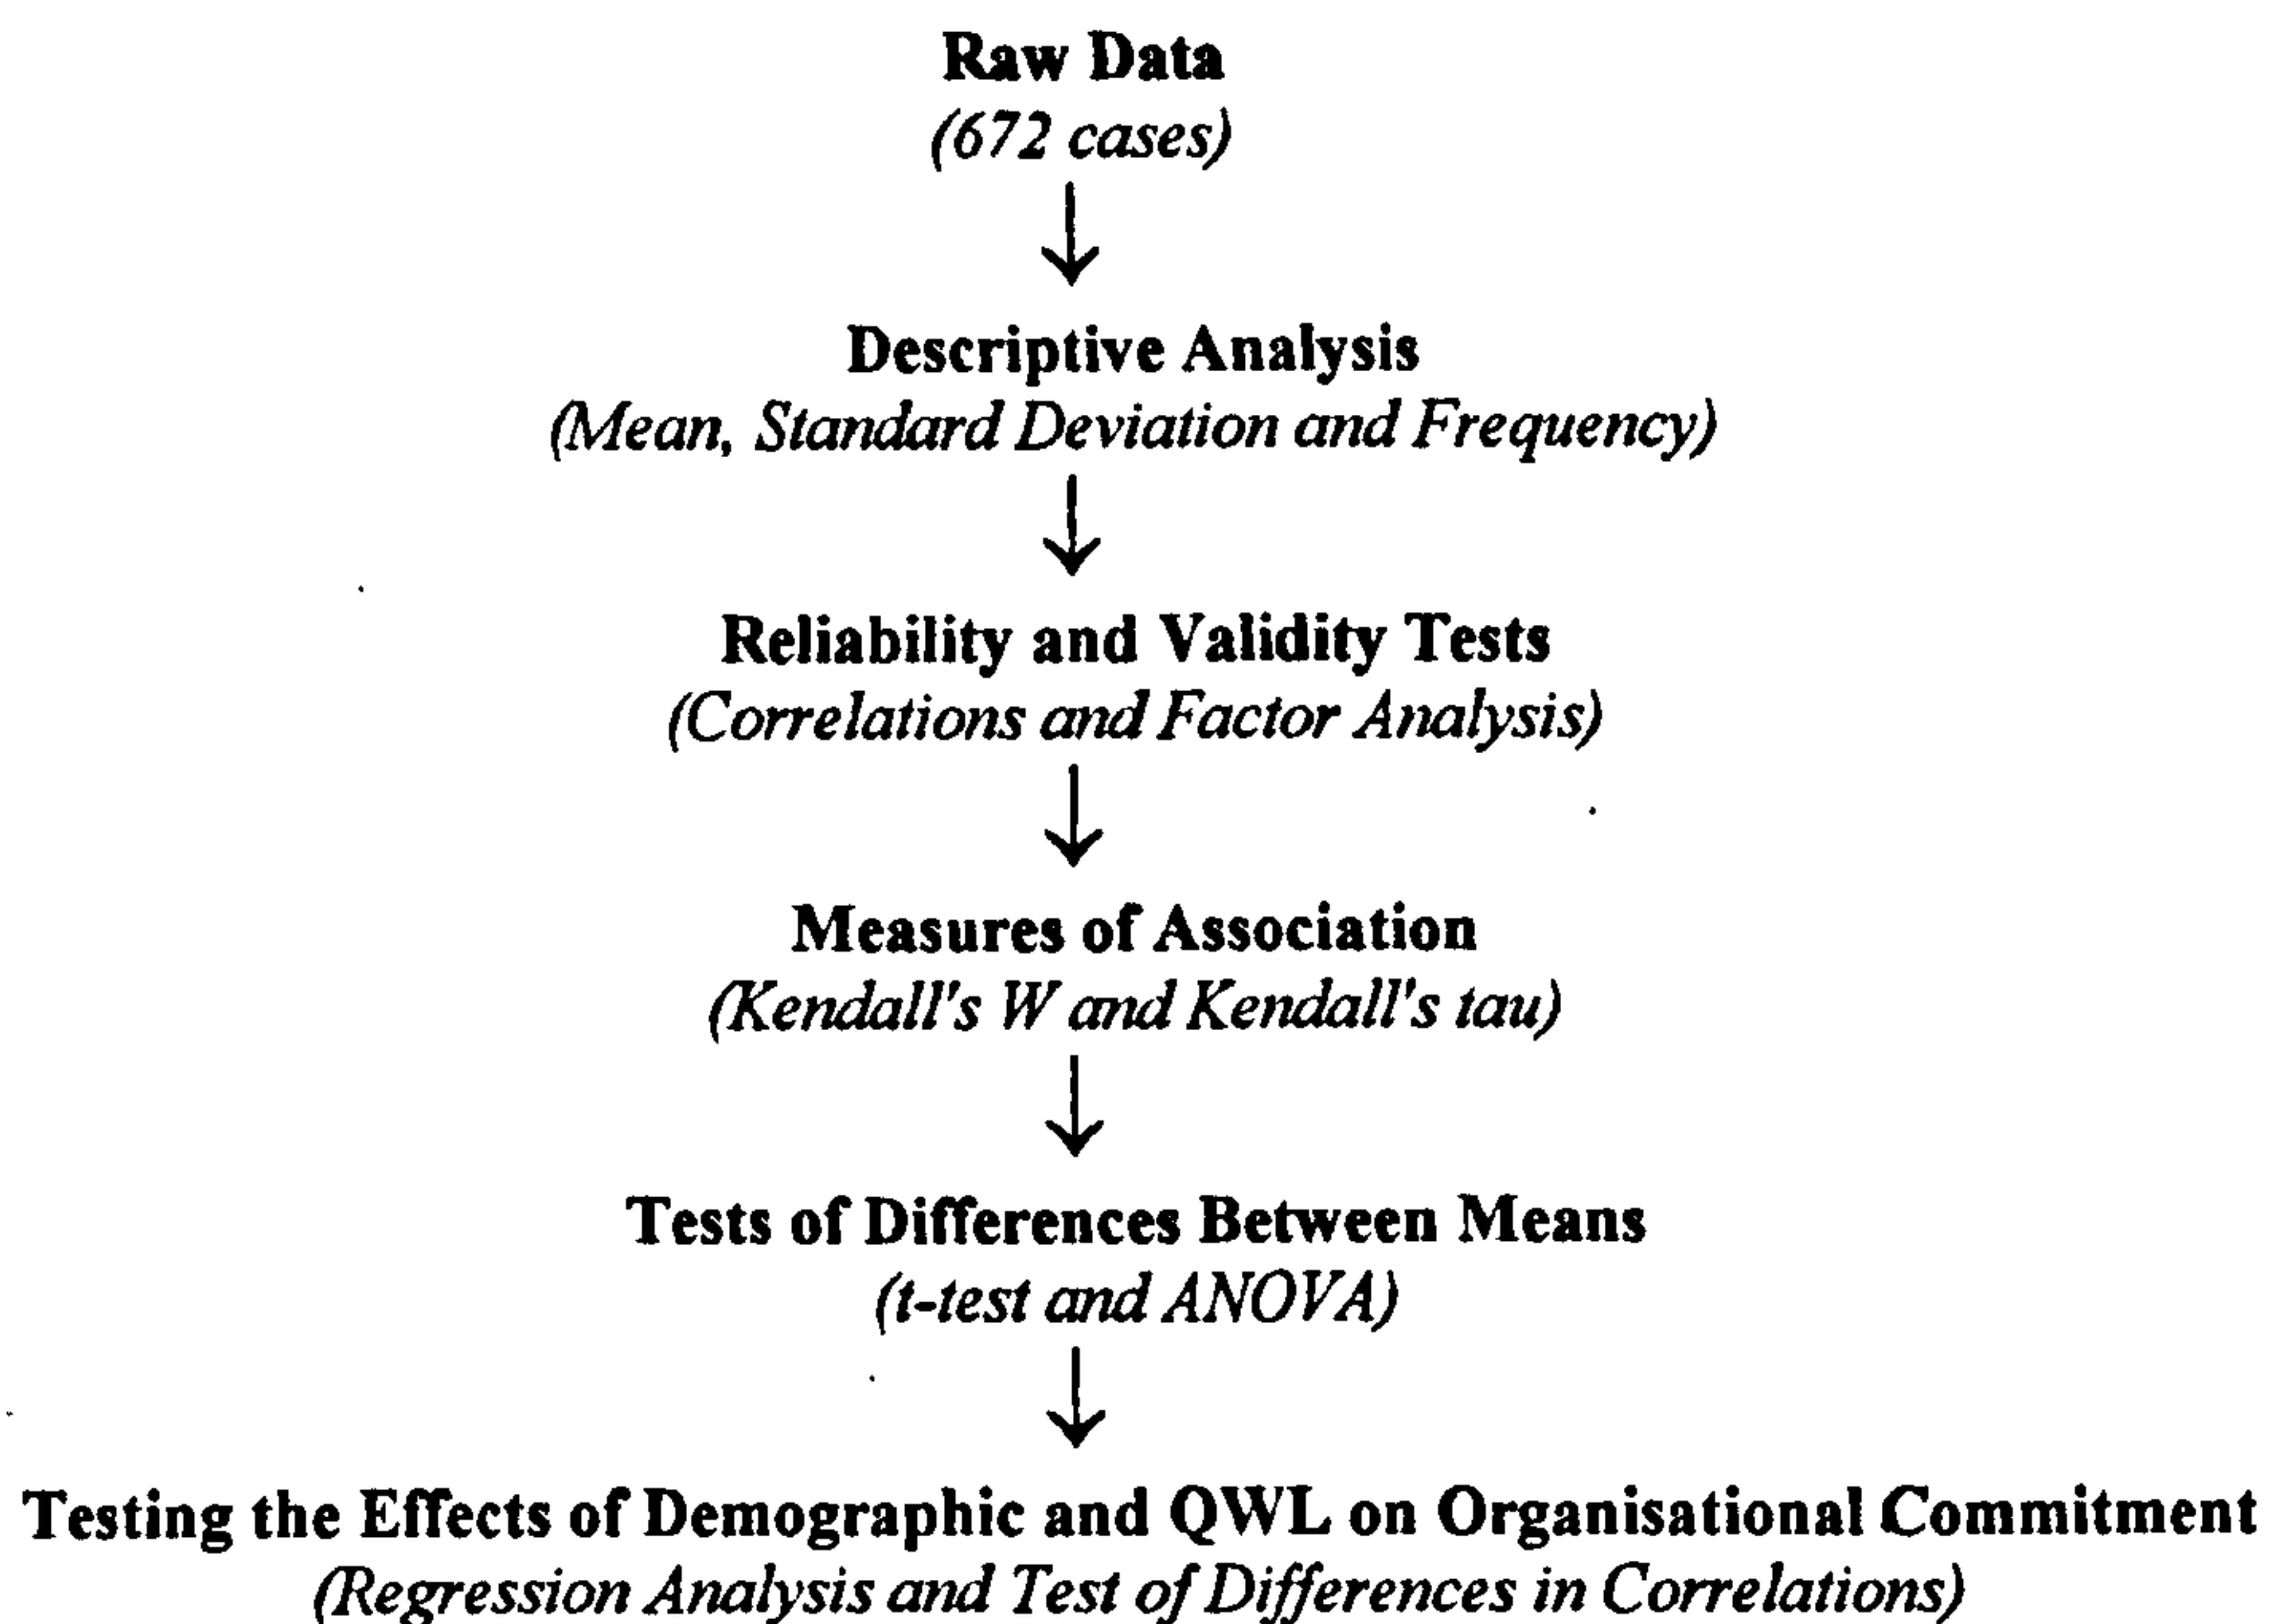 Raw Data
(672 cases)
Descriptive Analysis
(Mean, Standard Deviation and Frequency)
Reliability and Validity Tests
(Correlations and Factor Analysis)
Measures of Association
(Kendall's W and Kendall's tau)
Tests of Differences Between Means
(t-test and ANOVA)
Testing the Effects of Demographic and QWL on Organisational Commitment
(Regression Analysis and Test of Differences in Correlations)